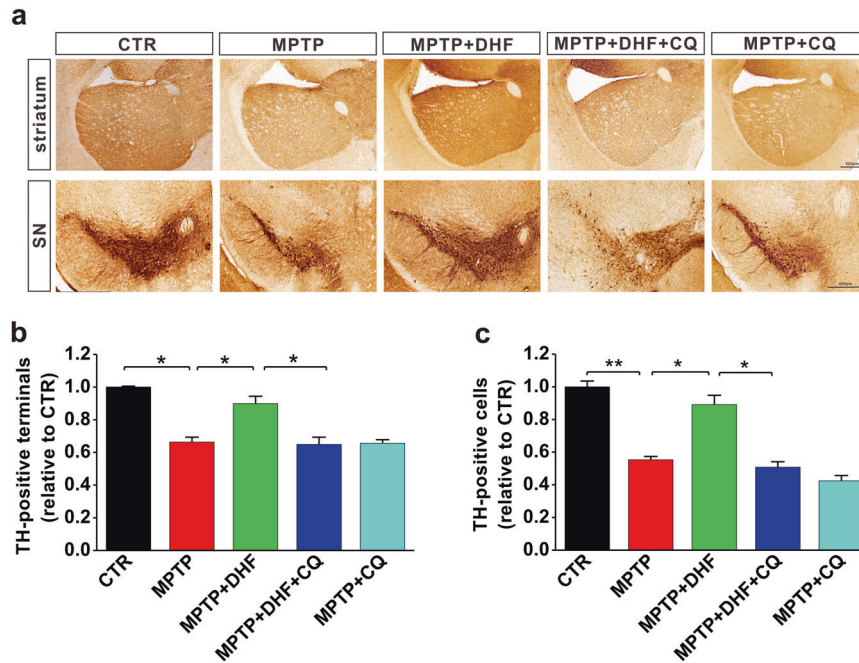 a
CTR MPTP MPTP+DHF MPTP+DHF+CQ MPTP+CQ
striatum
SN
b
TH-positive terminals
(relative to CTR)
1.2
1.0
0.8
0.6
0.4
0.2
0.0
* * *
CTR MPTP MPTP+DHF MPTP+DHF+CQ MPTP+CQ
c
TH-positive cells
(relative to CTR)
1.2
1.0
0.8
0.6
0.4
0.2
0.0
** * *
CTR MPTP MPTP+DHF MPTP+DHF+CQ MPTP+CQ